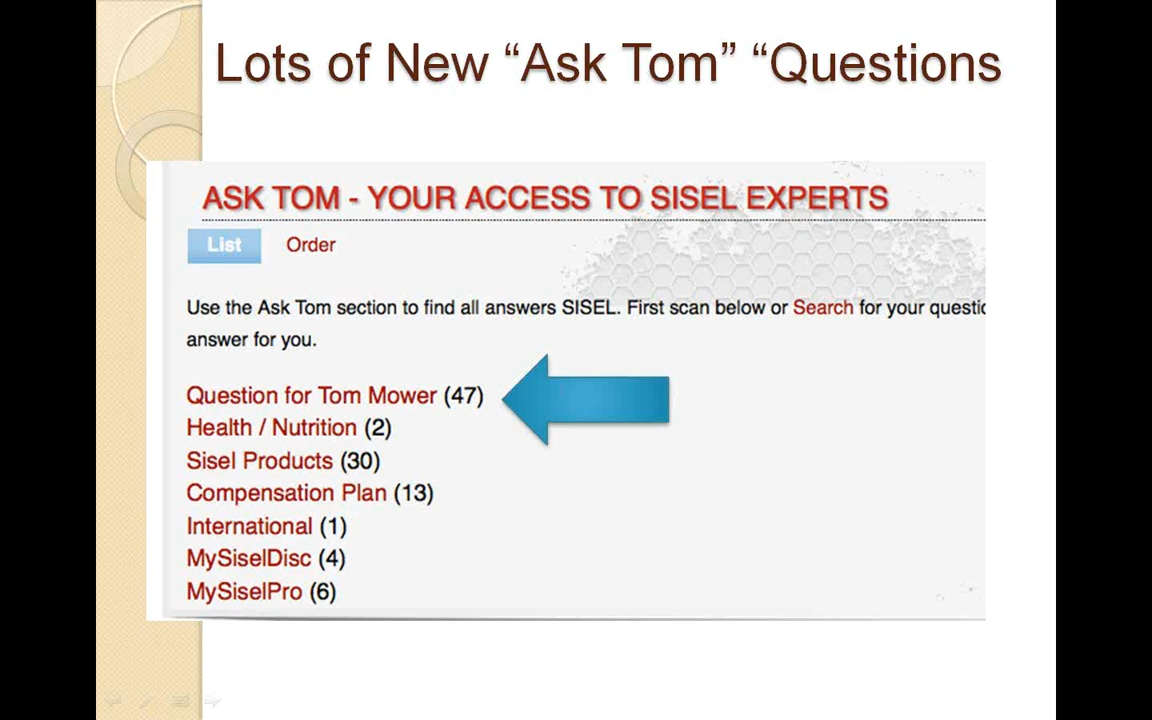 Lots of New “Ask Tom” “Questions
ASK TOM - YOUR ACCESS TO SISEL EXPERTS
List Order
Use the Ask Tom section to find all answers SISEL. First scan below or Search for your
answer for you.
Question for Tom Mower (47)
Health / Nutrition (2)
Sisel Products (30)
Compensation Plan (13)
International (1)
MySiselDisc (4)
MySiselPro (6)